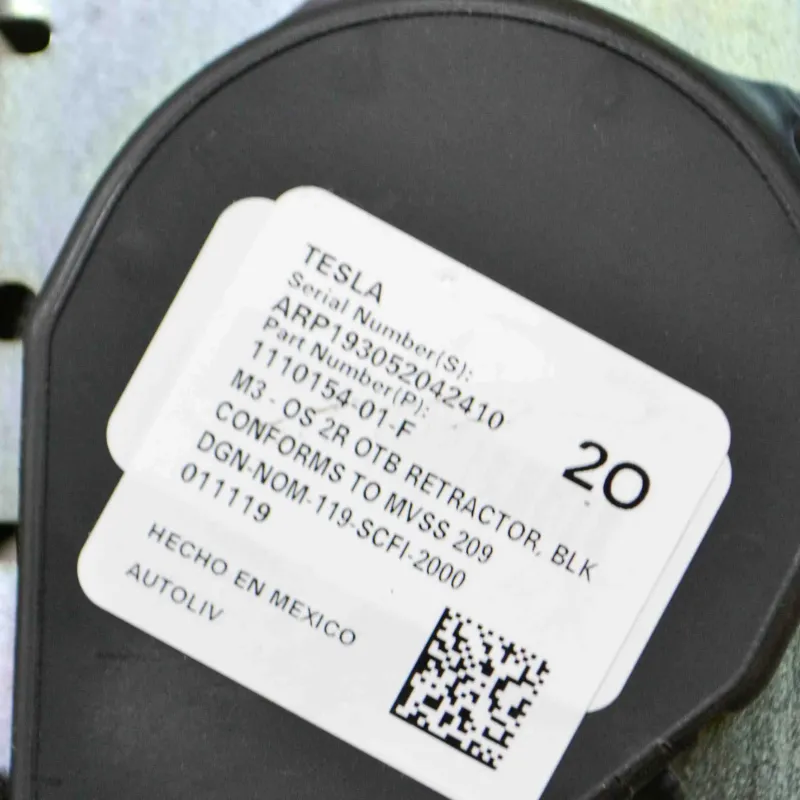 TESLA
Serial Number(S):
ARP193052042410
Part Number(P):
1110154-01-F
M3 - OS 2R OTB RETRACTOR, BLK
CONFORMS TO MVSS 209
DGN-NOM-119-SCFI-2000
011119
2O
HECHO EN MEXICO
AUTOLIV